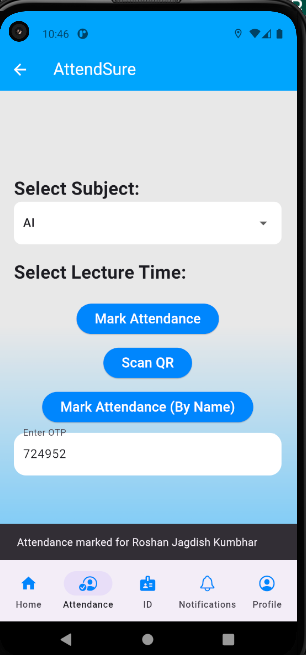 10:46
AttendSure
Select Subject:
AI
Select Lecture Time:
Mark Attendance
Scan QR
Mark Attendance (By Name)
Enter OTP
724952
Attendance marked for Roshan Jagdish Kumbhar
Home Attendance ID Notifications Profile